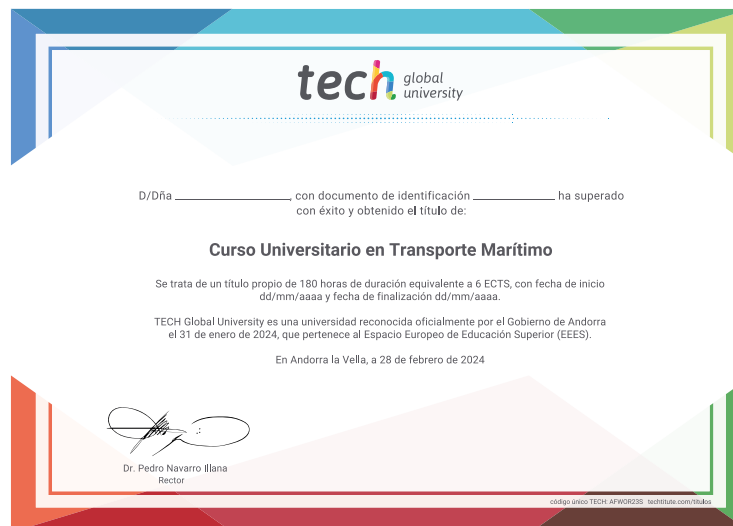 tech global university
D/Dña ____________________, con documento de identificación ______________ ha superado
con éxito y obtenido el título de:
Curso Universitario en Transporte Marítimo
Se trata de un título propio de 180 horas de duración equivalente a 6 ECTS, con fecha de inicio
dd/mm/aaaa y fecha de finalización dd/mm/aaaa.
TECH Global University es una universidad reconocida oficialmente por el Gobierno de Andorra
el 31 de enero de 2024, que pertenece al Espacio Europeo de Educación Superior (EEES).
En Andorra la Vella, a 28 de febrero de 2024
Dr. Pedro Navarro Illana
Rector
código único TECH: AFWOR23S techtitute.com/titulos